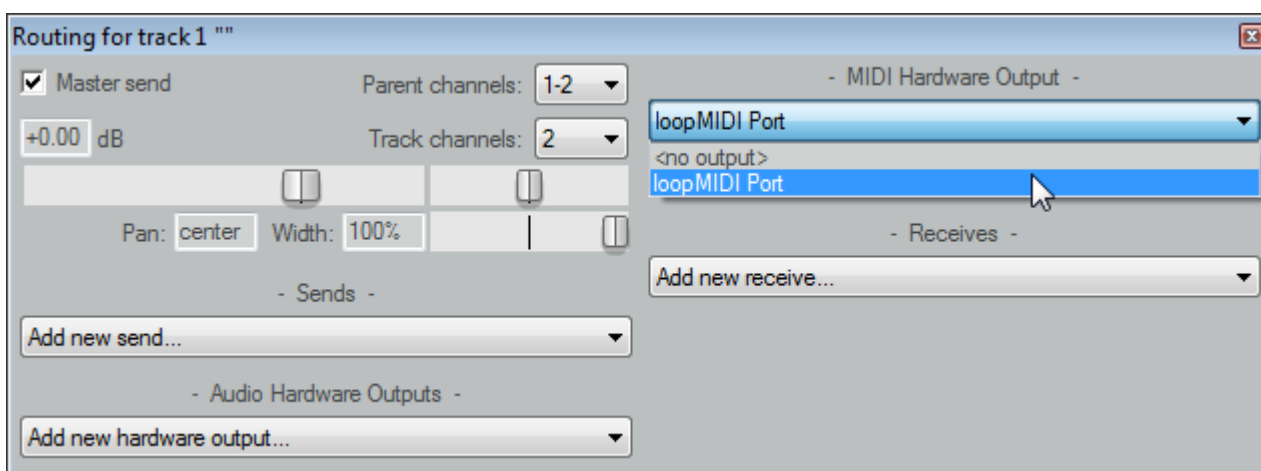 Routing for track 1 ""
Master send
Parent channels: 1-2
+0.00 dB
Track channels: 2
Pan: center Width: 100%
- Sends -
Add new send...
- Audio Hardware Outputs -
Add new hardware output...
- MIDI Hardware Output -
loopMIDI Port
<no output>
loopMIDI Port
- Receives -
Add new receive...